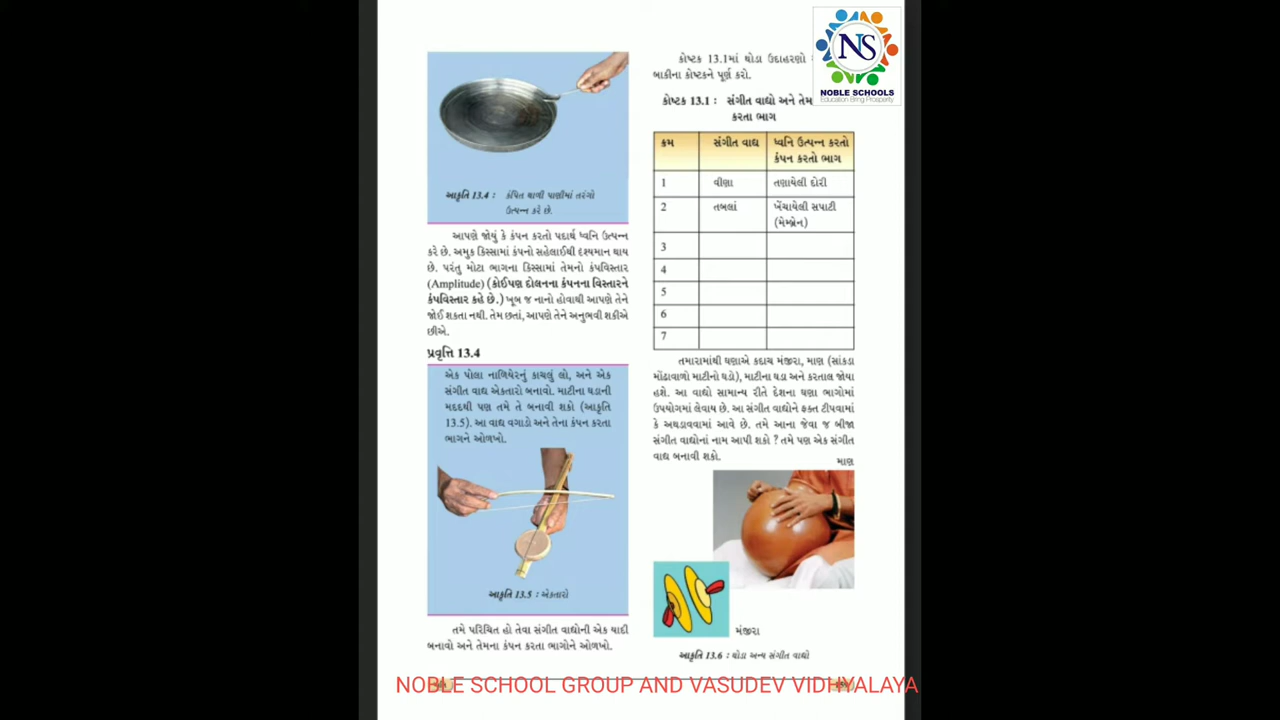 આકૃતિ 13.4 : કંપિત થાળી પાણીમાં તરંગો
ઉત્પન્ન કરે છે.
આપણે જોયું કે કંપન કરતો પદાર્થ ધ્વનિ ઉત્પન્ન
કરે છે. અમુક કિસ્સામાં કંપનો સહેલાઈથી દશ્યમાન થાય
છે. પરંતુ મોટા ભાગના કિસ્સામાં તેમનો કંપવિસ્તાર
(Amplitude) (કોઈપણ દોલનના કંપનના વિસ્તારને
કંપવિસ્તાર કહે છે.) ખૂબ જ નાનો હોવાથી આપણે તેને
જોઈ શકતા નથી. તેમ છતાં, આપણે તેને અનુભવી શકીએ
છીએ.
પ્રવૃત્તિ 13.4
એક પોલા નાળિયેરનું કાચલું લો, અને એક
સંગીત વાદ્ય એકતારો બનાવો. માટીના ઘડાની
મદદથી પણ તમે તે બનાવી શકો (આકૃતિ
13.5). આ વાદ્ય વગાડો અને તેના કંપન કરતા
ભાગને ઓળખો.
આકૃતિ 13.5 : એકતારો
તમે પરિચિત હો તેવા સંગીત વાદ્યોની એક યાદી
બનાવો અને તેમના કંપન કરતા ભાગોને ઓળખો.
કોષ્ટક 13.1માં થોડા ઉદાહરણો
બાકીના કોષ્ટકને પૂર્ણ કરો.
કોષ્ટક 13.1 : સંગીત વાદ્યો અને તેમ
કરતા ભાગ
ક્રમ સંગીત વાદ્ય ધ્વનિ ઉત્પન્ન કરતો
કંપન કરતો ભાગ
1 વીણા તણાયેલી દોરી
2 તબલાં ખેંચાયેલી સપાટી
(મેમ્બ્રેન)
3
4
5
6
7
તમારામાંથી ઘણાએ કદાચ મંજીરા, માણ (સાંકડા
મોંઢાવાળો માટીનો ઘડો), માટીના ઘડા અને કરતાલ જોયા
હશે. આ વાદ્યો સામાન્ય રીતે દેશના ઘણા ભાગોમાં
ઉપયોગમાં લેવાય છે. આ સંગીત વાદ્યોને ફક્ત ટીપવામાં
કે અથડાવવામાં આવે છે. તમે આના જેવા જ બીજા
સંગીત વાદ્યોનાં નામ આપી શકો ? તમે પણ એક સંગીત
વાદ્ય બનાવી શકો.
માણ
મંજીરા
આકૃતિ 13.6 : થોડા અન્ય સંગીત વાદ્યો
NS
NOBLE SCHOOLS
Education Bring Prosperity
NOBLE SCHOOL GROUP AND VASUDEV VIDHYALAYA